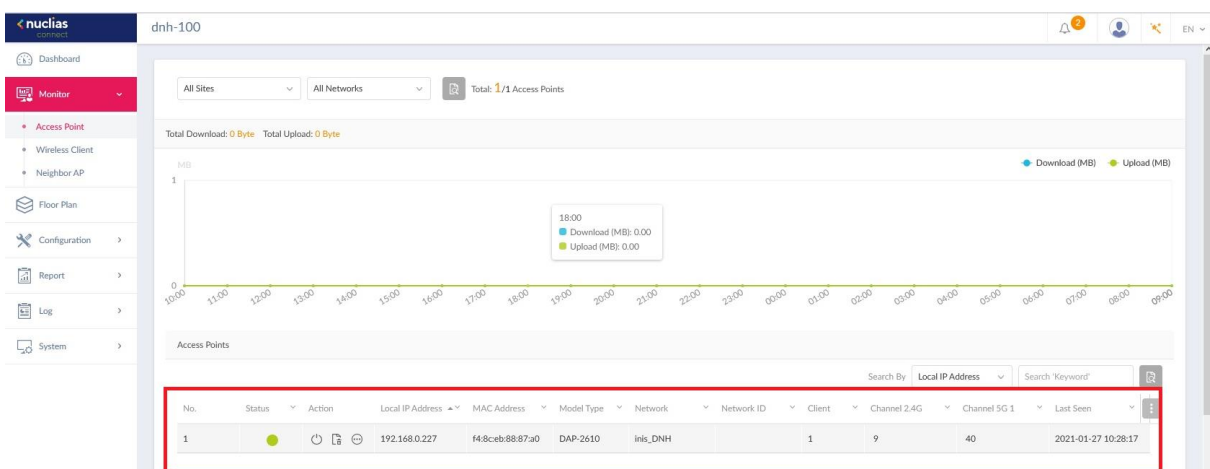 nuclias
connect
dnh-100
2
EN
Dashboard
Monitor
Access Point
Wireless Client
Neighbor AP
Floor Plan
Configuration
Report
Log
System
All Sites
All Networks
Total: 1/1 Access Points
Total Download: 0 Byte Total Upload: 0 Byte
Download (MB) Upload (MB)
MB
1
18:00
Download (MB): 0.00
Upload (MB): 0.00
0
10:00 11:00 12:00 13:00 14:00 15:00 16:00 17:00 18:00 19:00 20:00 21:00 22:00 23:00 00:00 01:00 02:00 03:00 04:00 05:00 06:00 07:00 08:00 09:00
Access Points
Search By Local IP Address Search 'Keyword'
No. Status Action Local IP Address MAC Address Model Type Network Network ID Client Channel 2.4G Channel 5G 1 Last Seen
1 192.168.0.227 f4:8c:eb:88:87:a0 DAP-2610 inis_DNH 1 9 40 2021-01-27 10:28:17